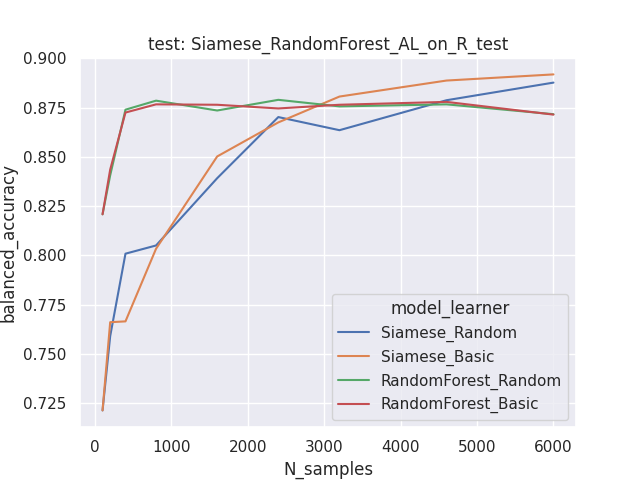 test: Siamese_RandomForest_AL_on_R_test
0.900
0.875
0.850
0.825
0.800
0.775
0.750
0.725
balanced_accuracy
model_learner
Siamese_Random
Siamese_Basic
RandomForest_Random
RandomForest_Basic
0
1000
2000
3000
4000
5000
6000
N_samples